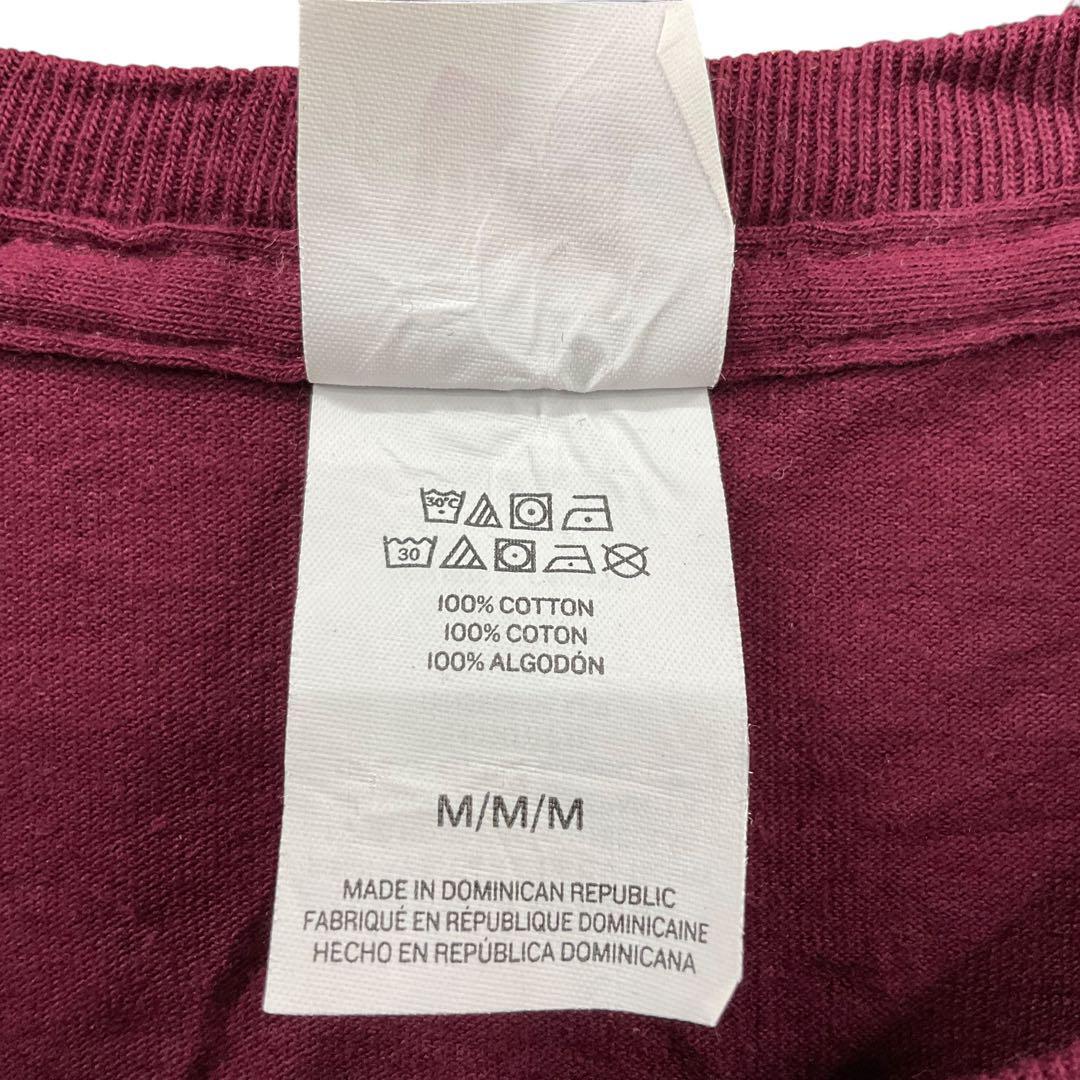 30°C
30
100% COTTON
100% COTON
100% ALGODÓN
M/M/M
MADE IN DOMINICAN REPUBLIC
FABRIQUÉ EN RÉPUBLIQUE DOMINICAINE
HECHO EN REPÚBLICA DOMINICANA